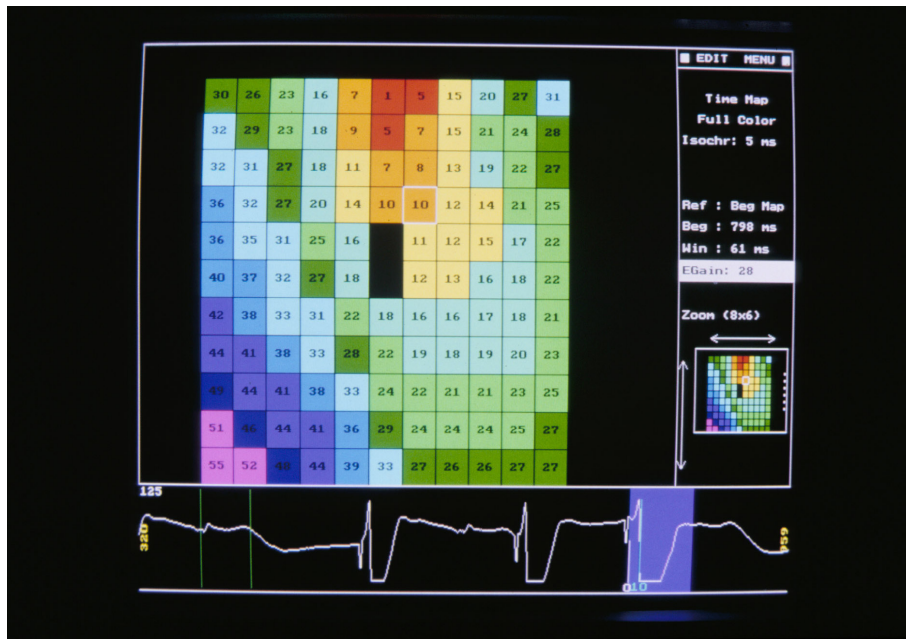 EDIT MENU
Time Map
Full Color
Isochr: 5 ms
Ref : Beg Map
Beg : 798 ms
Win : 61 ms
EGain: 28
Zoom (8x6)
30 26 23 16 7 1 5 15 20 27 31
32 29 23 18 9 5 7 15 21 24 28
32 31 27 18 11 7 8 13 19 22 27
36 32 27 20 14 10 10 12 14 21 25
36 35 31 25 16 11 12 15 17 22
40 37 32 27 18 12 13 16 18 22
42 38 33 31 22 18 16 16 17 18 21
44 41 38 33 28 22 19 18 19 20 23
49 44 41 38 33 24 22 21 21 23 25
51 46 44 41 36 29 24 24 24 25 27
55 52 48 44 39 33 27 26 26 27 27
125
320
959
010